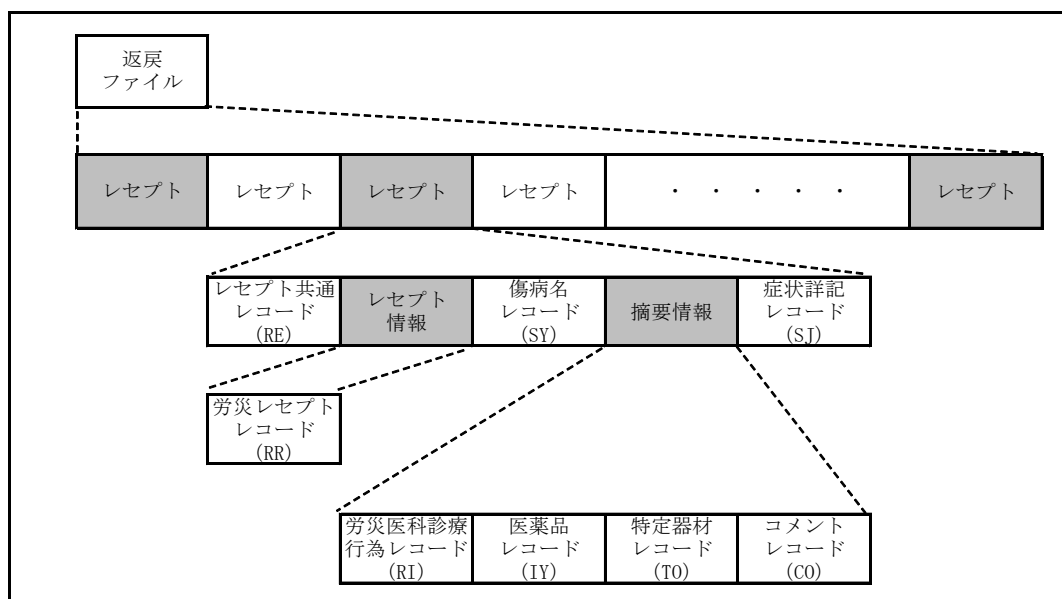 返戻
ファイル
レセプト
レセプト
レセプト
レセプト
・ ・ ・ ・ ・
レセプト
レセプト共通
レコード
(RE)
レセプト
情報
傷病名
レコード
(SY)
摘要情報
症状詳記
レコード
(SJ)
労災レセプト
レコード
(RR)
労災医科診療
行為レコード
(RI)
医薬品
レコード
(IY)
特定器材
レコード
(TO)
コメント
レコード
(CO)